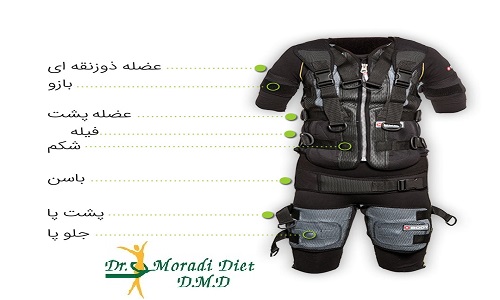 عضله ذوزنقه ای
بازو
عضله پشت
فیله
شکم
باسن
پشت پا
جلو پا
Dr. Moradi Diet
D.M.D